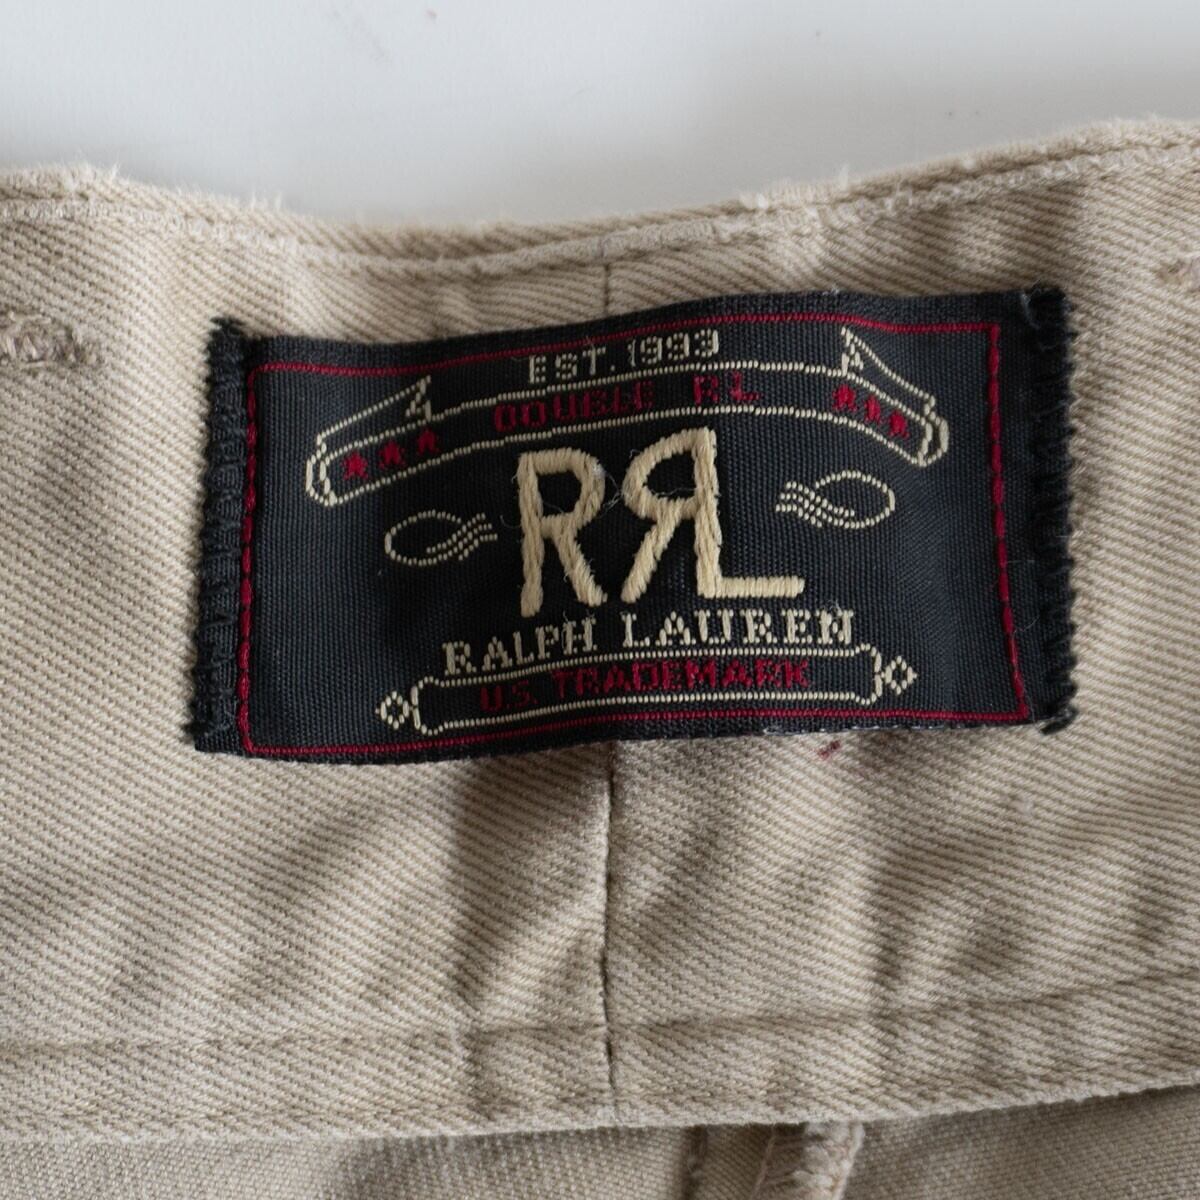 EST. 1993
DOUBLE RL
RRL
RALPH LAUREN
U.S. TRADEMARK